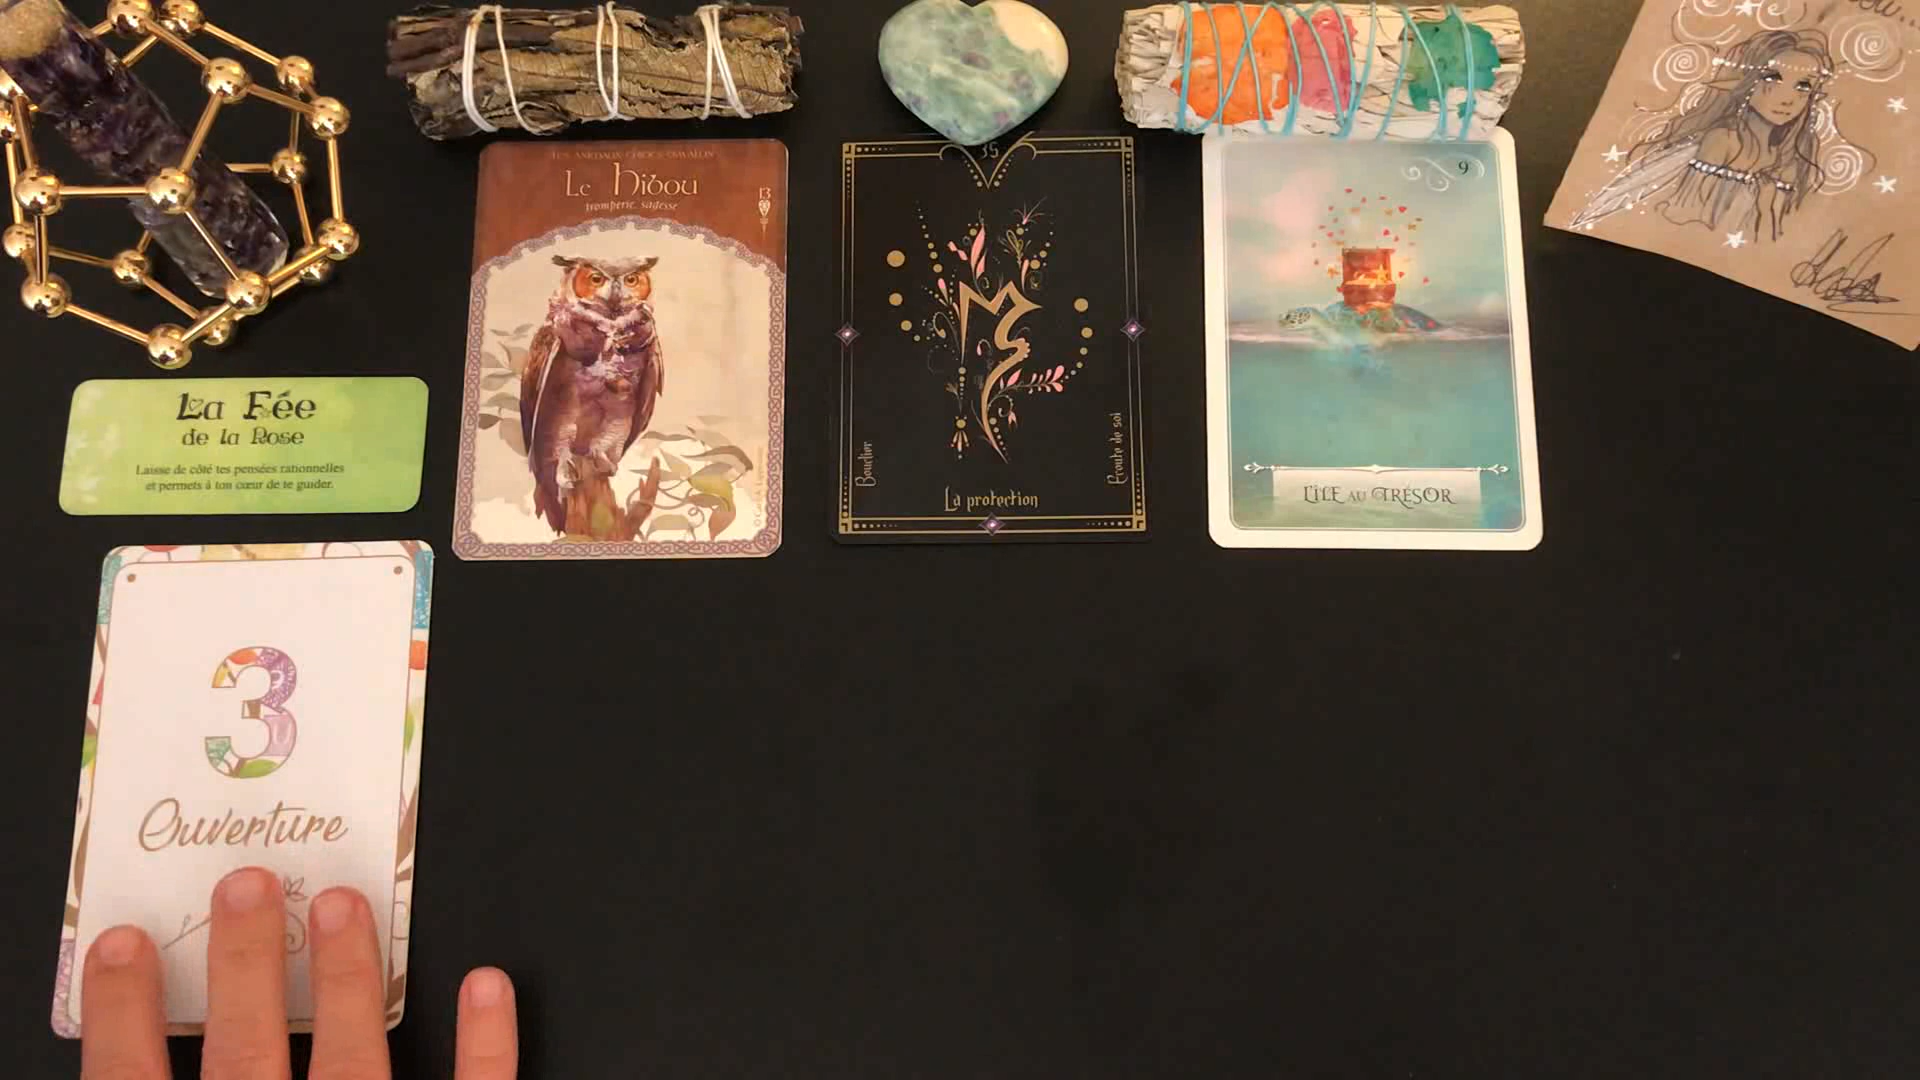 La Fée
de la Rose
Laisse de côté tes pensées rationnelles
et permets à ton cœur de te guider.
3
Ouverture
Le Hibou
tromperie, sagesse
13
35
Bouclier
Écoute de soi
La protection
9
L'ÎLE AU TRÉSOR